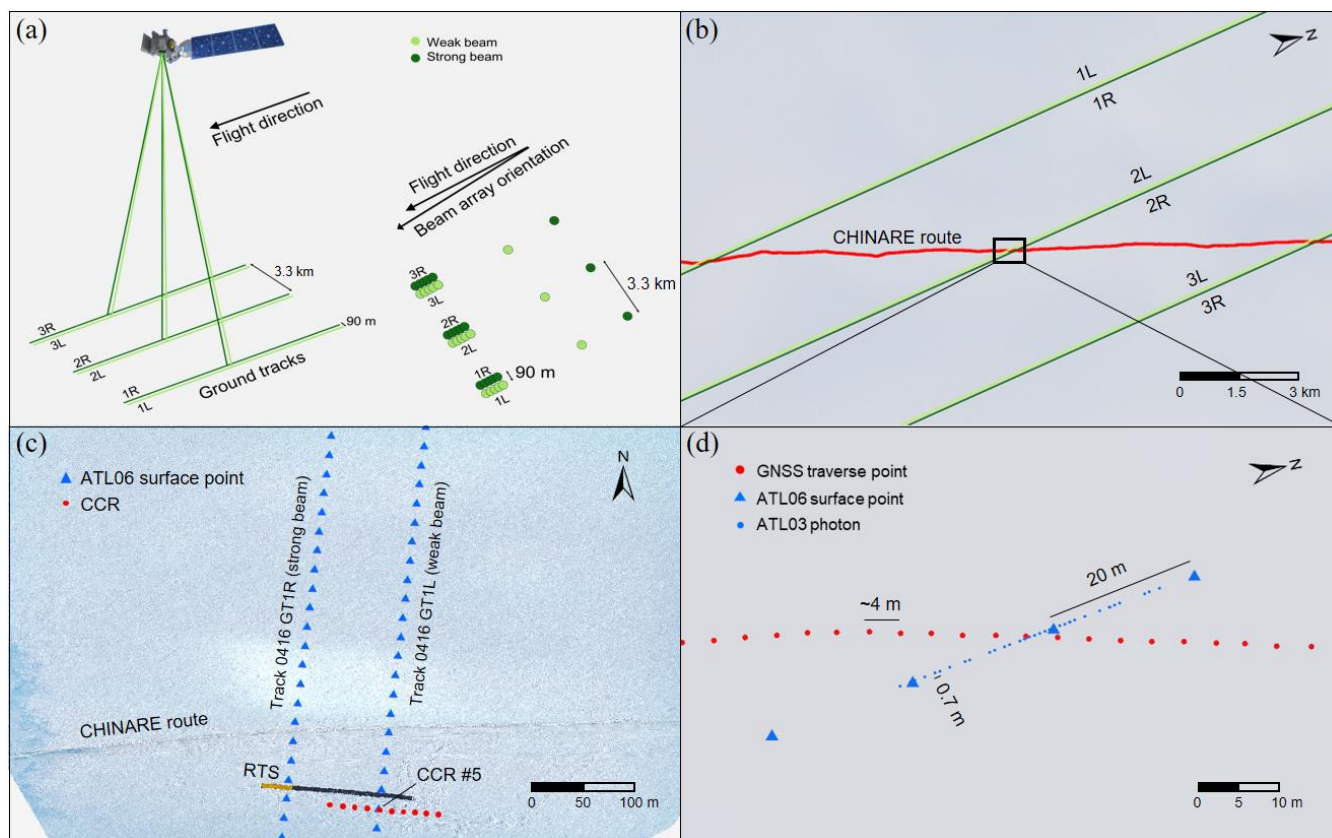 (a)
Weak beam
Strong beam
Flight direction
Flight direction
Beam array orientation
3.3 km
3R
3L
2R
2L
1R
1L
90 m
Ground tracks
3R
3L
2R
2L
1R
1L
90 m
3.3 km
(b)
N
1L
1R
2L
2R
CHINARE route
3L
3R
0
1.5
3 km
(c)
ATL06 surface point
CCR
N
Track 0416 GT1R (strong beam)
Track 0416 GT1L (weak beam)
CHINARE route
RTS
CCR #5
0
50
100 m
(d)
GNSS traverse point
ATL06 surface point
ATL03 photon
N
20 m
~4 m
0.7 m
0
5
10 m